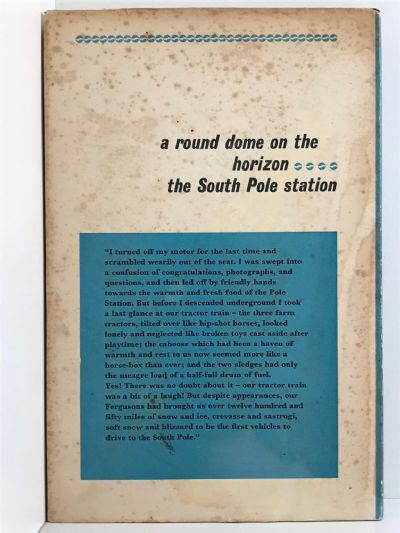 a round dome on the
horizon
the South Pole station
"I turned off my motor for the last time and
scrambled wearily out of the seat. I was swept into
a confusion of congratulations, photographs, and
questions, and then led off by friendly hands
towards the warmth and fresh food of the Pole
Station. But before I descended underground I took
a last glance at our tractor train – the three farm
tractors, tilted over like hip-shot horses, looked
lonely and neglected like broken toys cast aside after
playtime; the caboose which had been a haven of
warmth and rest to us now seemed more like a
horse-box than ever; and the two sledges had only
the meagre load of a half-full drum of fuel.
Yes! There was no doubt about it – our tractor train
was a bit of a laugh! But despite appearances, our
Fergusons had brought us over twelve hundred and
fifty miles of snow and ice, crevasse and sastrugi,
soft snow and blizzard to be the first vehicles to
drive to the South Pole."